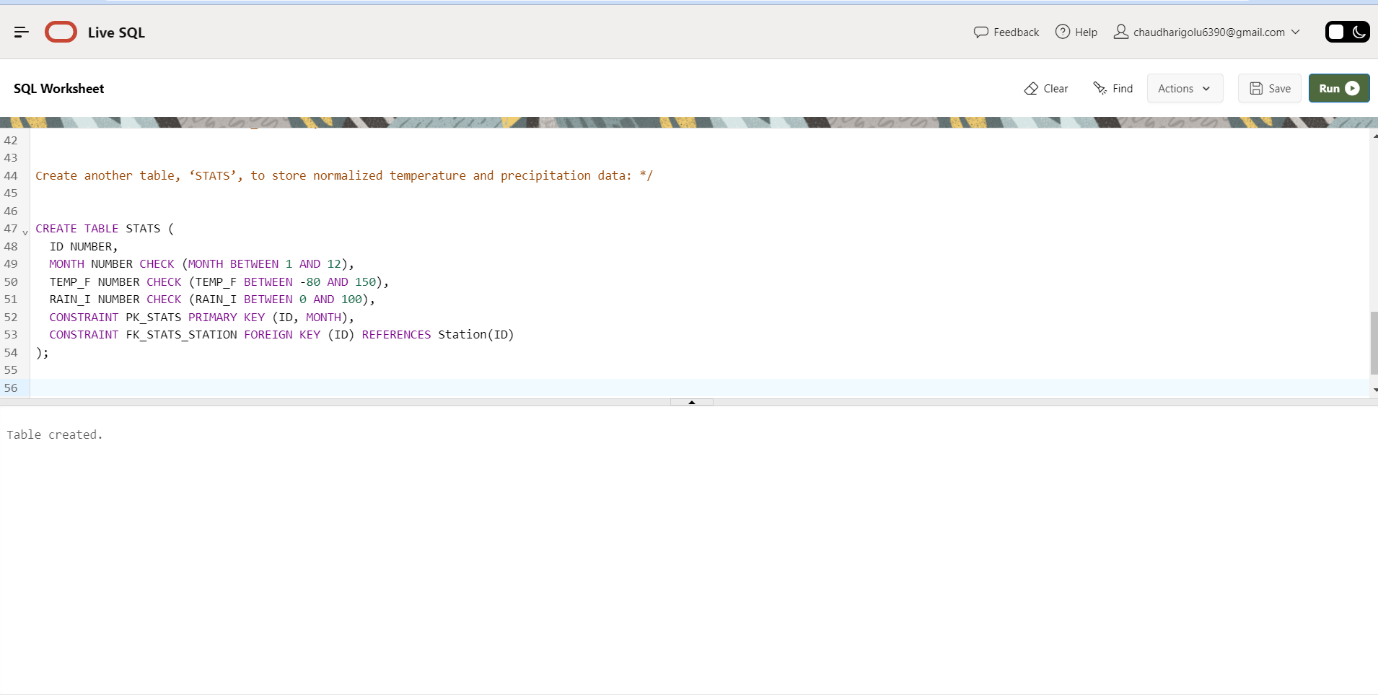 Live SQL
Feedback
Help
chaudharigolu6390@gmail.com
SQL Worksheet
Clear
Find
Actions
Save
Run
42
43
44 Create another table, ‘STATS’, to store normalized temperature and precipitation data: */
45
46
47 CREATE TABLE STATS (
48 ID NUMBER,
49 MONTH NUMBER CHECK (MONTH BETWEEN 1 AND 12),
50 TEMP_F NUMBER CHECK (TEMP_F BETWEEN -80 AND 150),
51 RAIN_I NUMBER CHECK (RAIN_I BETWEEN 0 AND 100),
52 CONSTRAINT PK_STATS PRIMARY KEY (ID, MONTH),
53 CONSTRAINT FK_STATS_STATION FOREIGN KEY (ID) REFERENCES Station(ID)
54 );
55
56
Table created.